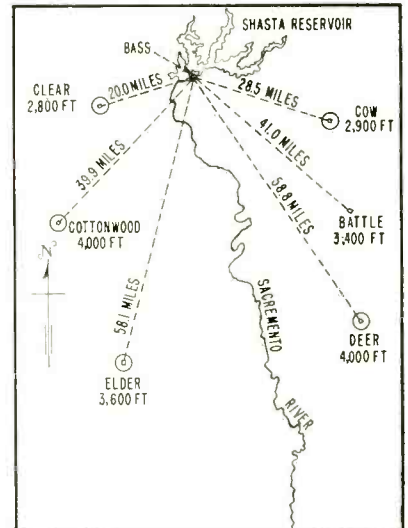 SHASTA RESERVOIR
BASS
CLEAR
2,800 FT
20.0 MILES
28.5 MILES
COW
2,900 FT
41.0 MILES
39.9 MILES
58.8 MILES
COTTONWOOD
4,000 FT
BATTLE
3,400 FT
N
58.1 MILES
SACREMENTO
DEER
4,000 FT
ELDER
3,600 FT
RIVER